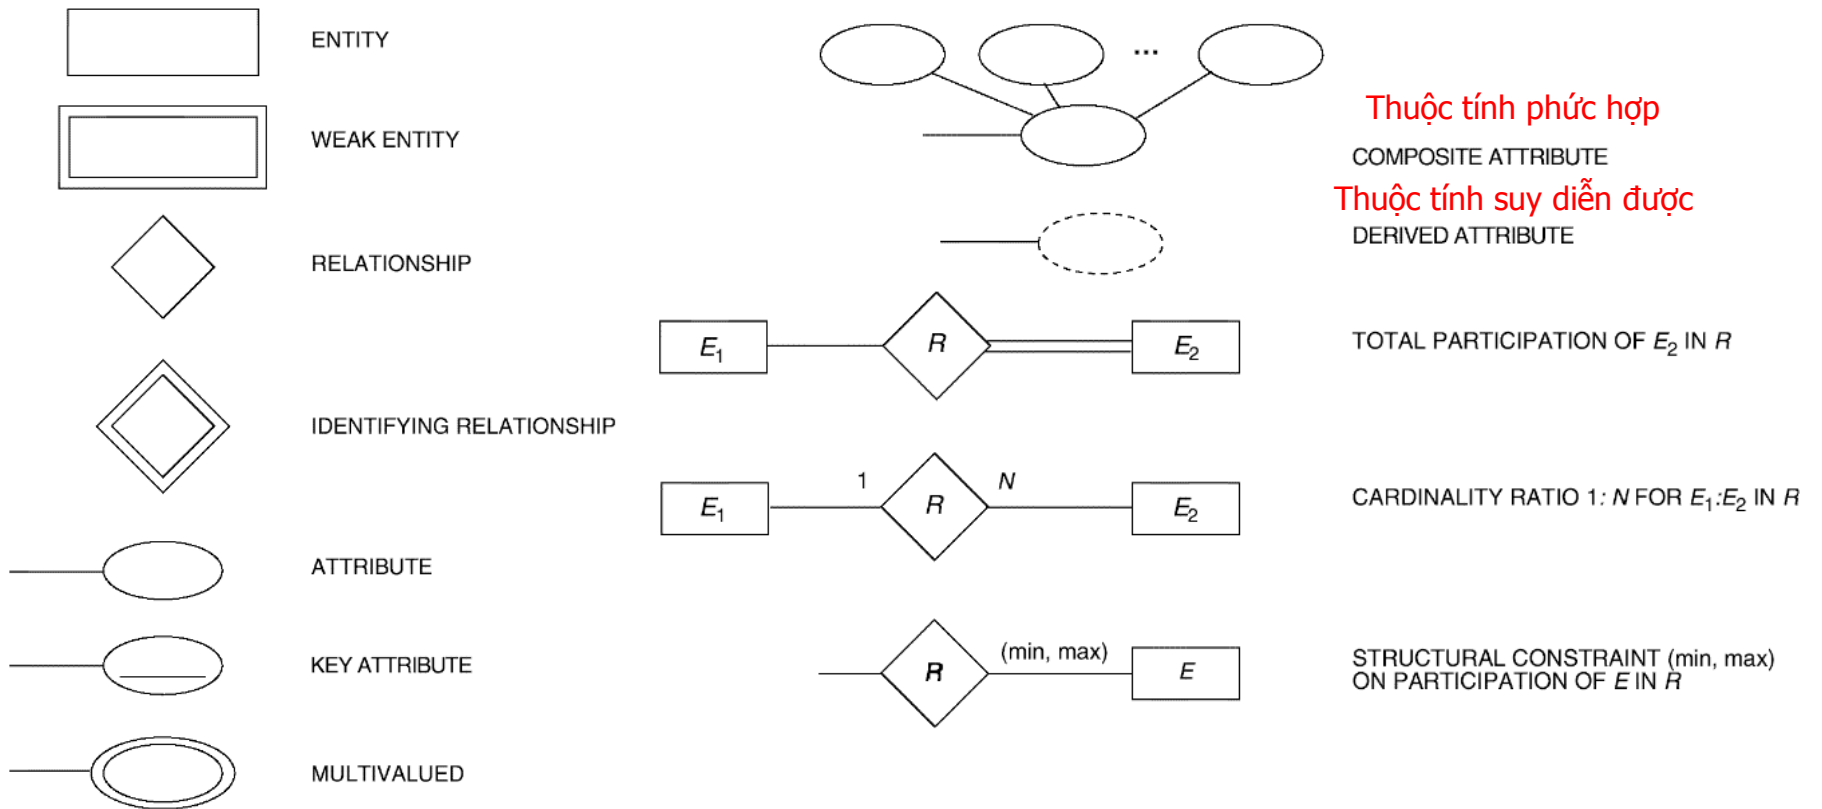 ENTITY
WEAK ENTITY
RELATIONSHIP
IDENTIFYING RELATIONSHIP
ATTRIBUTE
KEY ATTRIBUTE
MULTIVALUED
...
Thuộc tính phức hợp
COMPOSITE ATTRIBUTE
Thuộc tính suy diễn được
DERIVED ATTRIBUTE
E1 R E2
TOTAL PARTICIPATION OF E2 IN R
E1 1 R N E2
CARDINALITY RATIO 1: N FOR E1:E2 IN R
R (min, max) E
STRUCTURAL CONSTRAINT (min, max)
ON PARTICIPATION OF E IN R